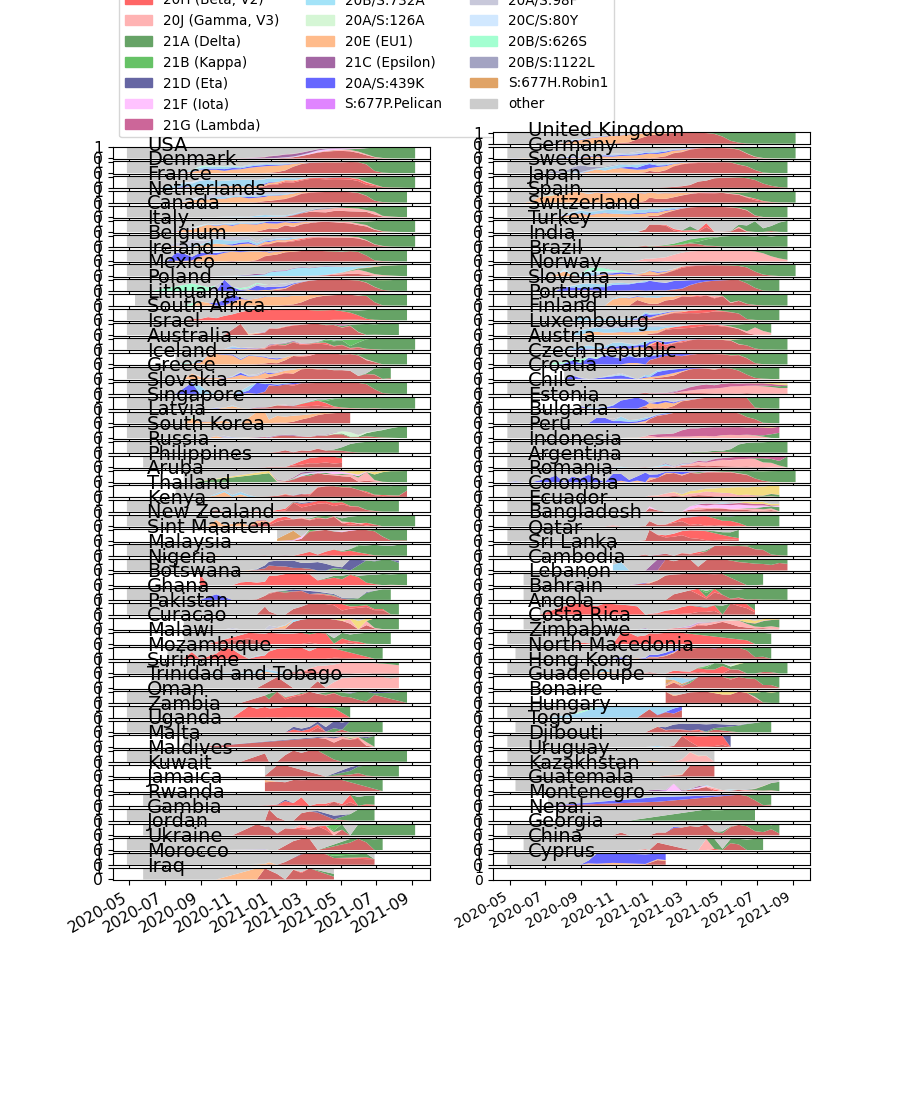 20H (Beta, V2) 20B/S:732A 20A/S:98F
20J (Gamma, V3) 20A/S:126A 20C/S:80Y
21A (Delta) 20E (EU1) 20B/S:626S
21B (Kappa) 21C (Epsilon) 20B/S:1122L
21D (Eta) 20A/S:439K S:677H.Robin1
21F (Iota) S:677P.Pelican other
21G (Lambda)
USA
Denmark
France
Netherlands
Canada
Italy
Belgium
Ireland
Mexico
Poland
Lithuania
South Africa
Israel
Australia
Iceland
Greece
Slovakia
Singapore
Latvia
South Korea
Russia
Philippines
Aruba
Thailand
Kenya
New Zealand
Sint Maarten
Malaysia
Nigeria
Botswana
Ghana
Pakistan
Curacao
Malawi
Mozambique
Suriname
Trinidad and Tobago
Oman
Zambia
Uganda
Malta
Maldives
Kuwait
Jamaica
Rwanda
Gambia
Jordan
Ukraine
Morocco
Iraq
2020-05 2020-07 2020-09 2020-11 2021-01 2021-03 2021-05 2021-07 2021-09
United Kingdom
Germany
Sweden
Japan
Spain
Switzerland
Turkey
India
Brazil
Norway
Slovenia
Portugal
Finland
Luxembourg
Austria
Czech Republic
Croatia
Chile
Estonia
Bulgaria
Peru
Indonesia
Argentina
Romania
Colombia
Ecuador
Bangladesh
Qatar
Sri Lanka
Cambodia
Lebanon
Bahrain
Angola
Costa Rica
Zimbabwe
North Macedonia
Hong Kong
Guadeloupe
Bonaire
Hungary
Togo
Djibouti
Uruguay
Kazakhstan
Guatemala
Montenegro
Nepal
Georgia
China
Cyprus
2020-05 2020-07 2020-09 2020-11 2021-01 2021-03 2021-05 2021-07 2021-09